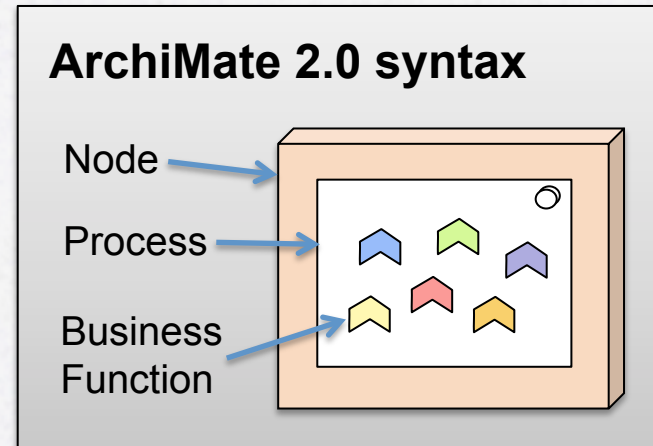 ArchiMate 2.0 syntax
Node
Process
Business
Function